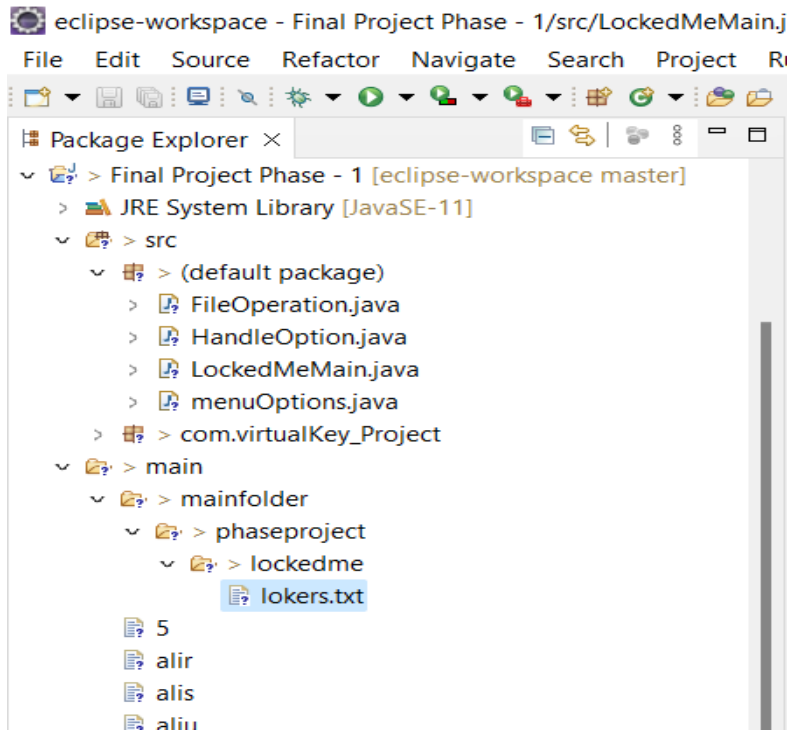 eclipse-workspace - Final Project Phase - 1/src/LockedMeMain.j
File Edit Source Refactor Navigate Search Project Ru
Package Explorer
> Final Project Phase - 1 [eclipse-workspace master]
JRE System Library [JavaSE-11]
> src
> (default package)
FileOperation.java
HandleOption.java
LockedMeMain.java
menuOptions.java
> com.virtualKey_Project
> main
> mainfolder
> phaseproject
> lockedme
lokers.txt
5
alir
alis
aliu